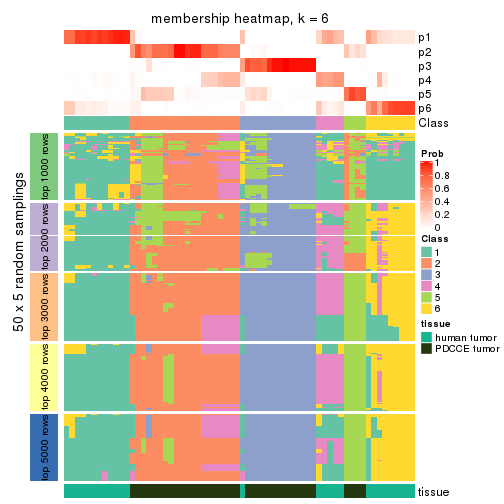 membership heatmap, k = 6
p1
p2
p3
p4
p5
p6
Class
50 x 5 random samplings
top 1000 rows
top 2000 rows
top 3000 rows
top 4000 rows
top 5000 rows
tissue
Prob
1
0.8
0.6
0.4
0.2
0
Class
1
2
3
4
5
6
tissue
human tumor
PDCCE tumor